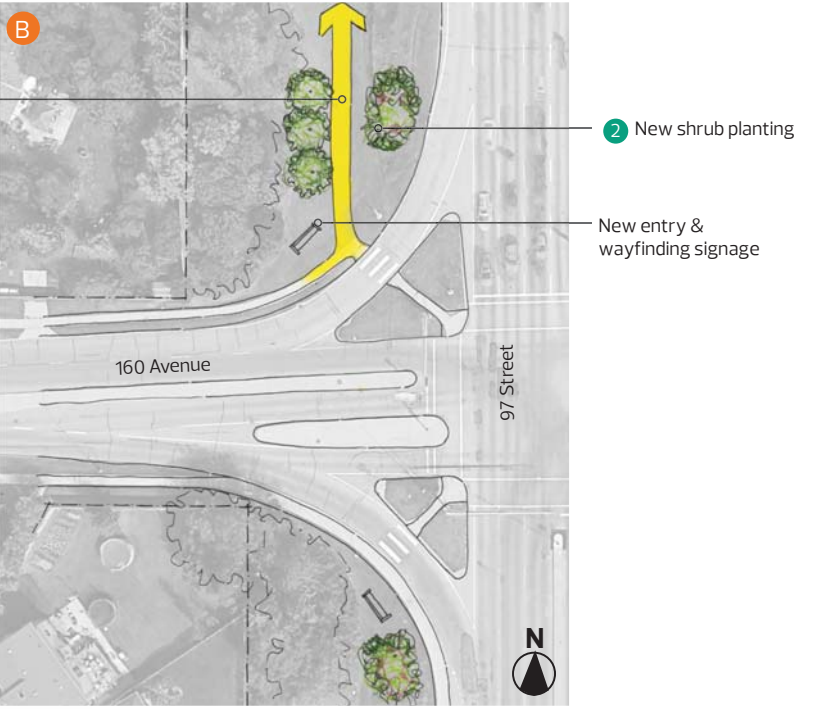 B
2 New shrub planting
New entry &
wayfinding signage
160 Avenue
97 Street
N